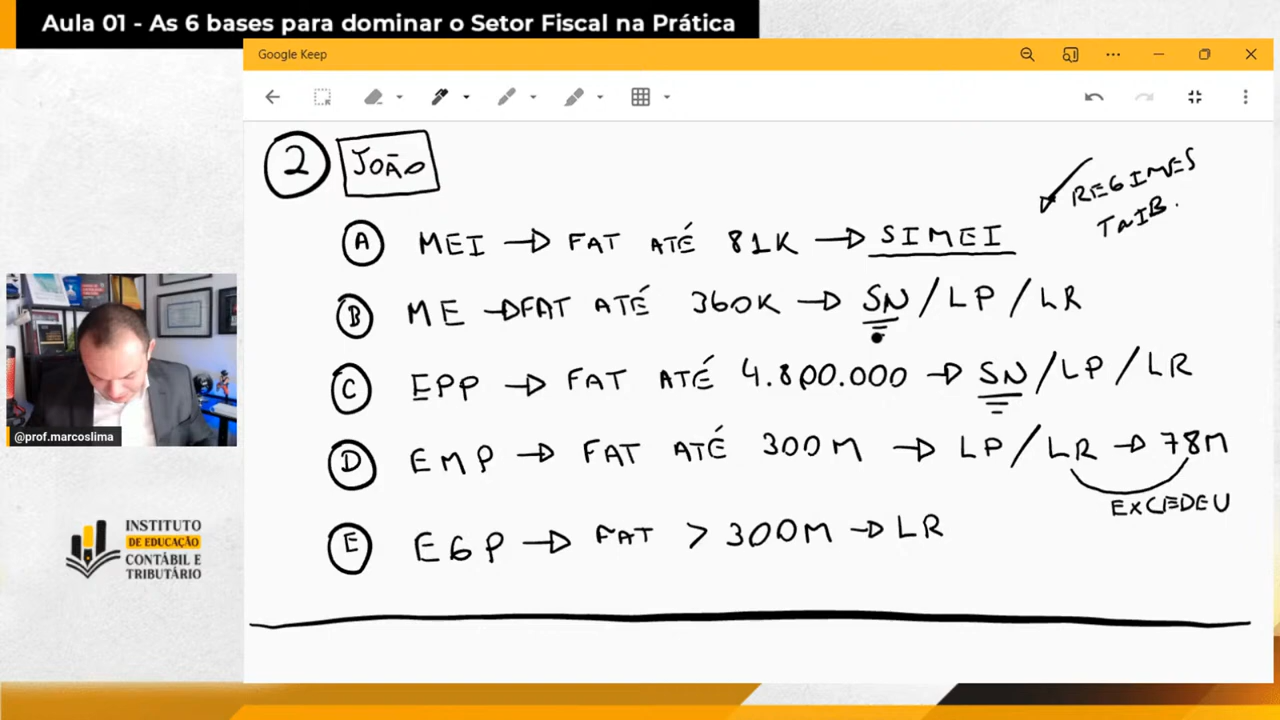 Aula 01 - As 6 bases para dominar o Setor Fiscal na Prática
Google Keep
2 JOÃO
REGIMES
TRIB.
A MEI → FAT ATÉ 81K → SIMEI
B ME → FAT ATÉ 360K → SN / LP / LR
C EPP → FAT ATÉ 4.800.000 → SN / LP / LR
D EMP → FAT ATÉ 300M → LP / LR → 78M
EXCEDEU
E EGP → FAT > 300M → LR
@prof.marcoslima
INSTITUTO
DE EDUCAÇÃO
CONTÁBIL E
TRIBUTÁRIO